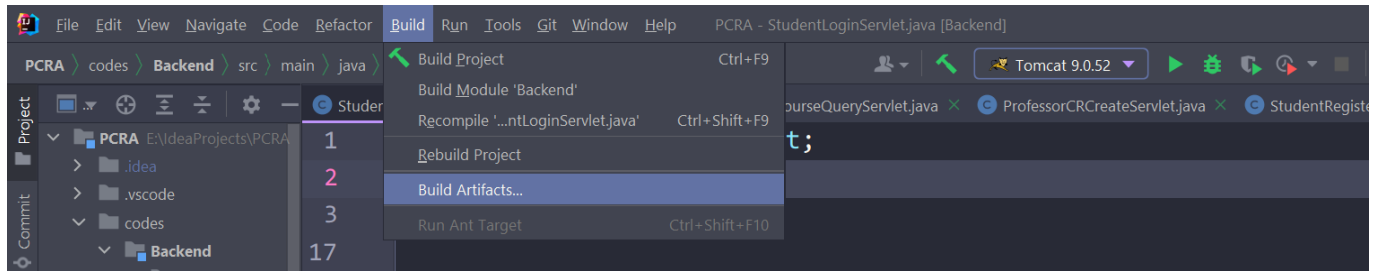 File Edit View Navigate Code Refactor Build Run Tools Git Window Help PCRA - StudentLoginServlet.java [Backend]
PCRA codes Backend src main java
Build Project Ctrl+F9
Build Module 'Backend'
Recompile '...ntLoginServlet.java' Ctrl+Shift+F9
Rebuild Project
Build Artifacts...
Run Ant Target Ctrl+Shift+F10
Tomcat 9.0.52
Project
Commit
PCRA E:\IdeaProjects\PCRA
.idea
.vscode
codes
Backend
C Studer
ourseQueryServlet.java C ProfessorCRCreateServlet.java C StudentRegiste
1 t;
2
3
17